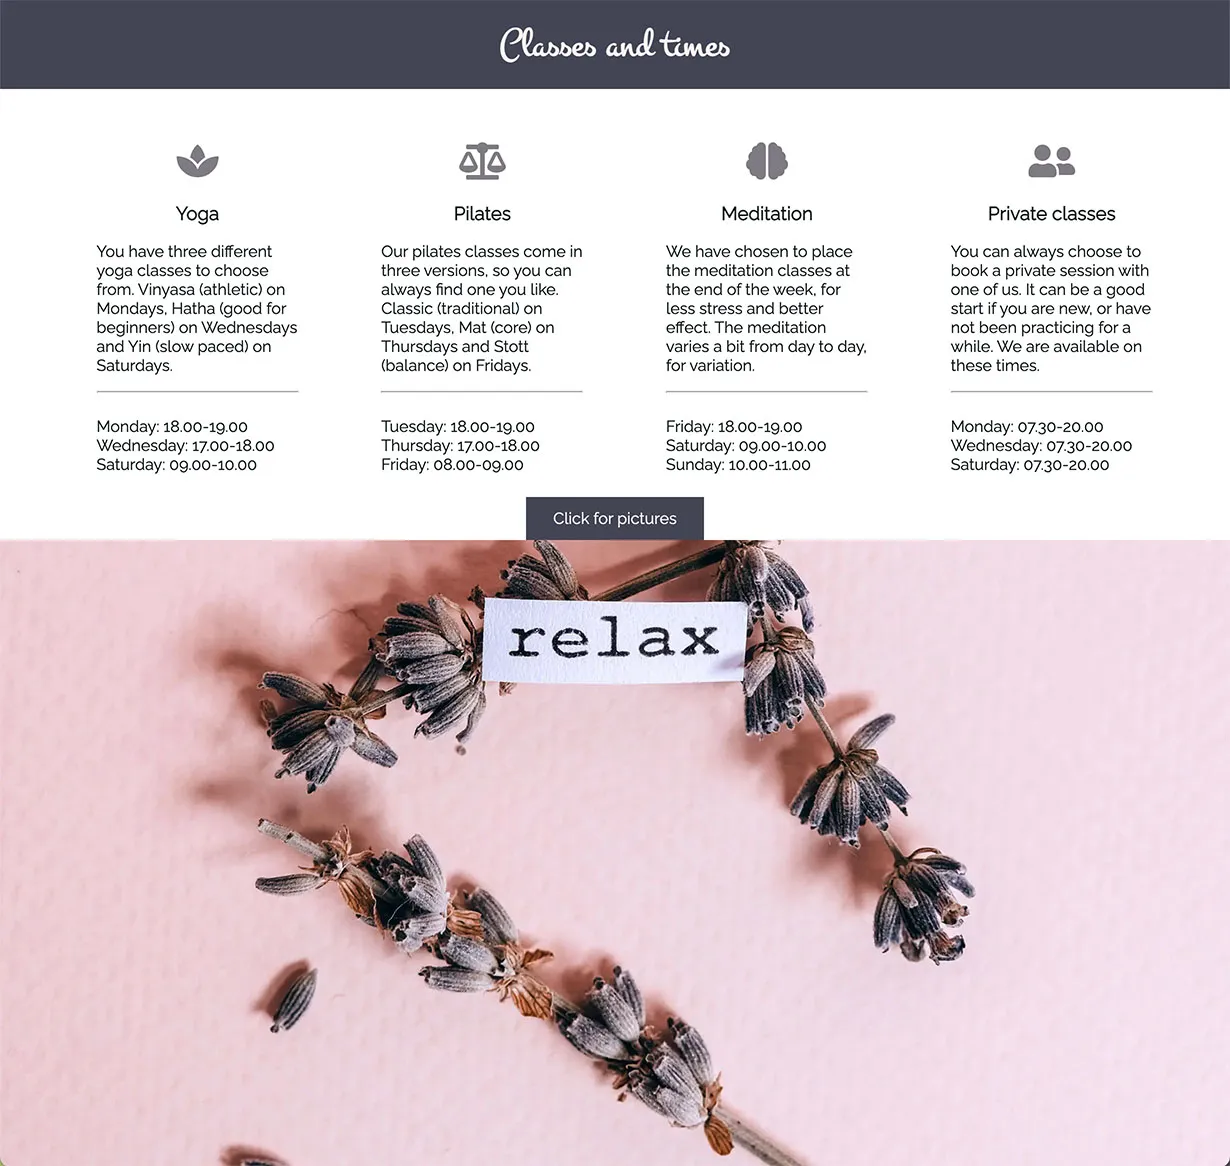 Classes and times
Yoga
You have three different
yoga classes to choose
from. Vinyasa (athletic) on
Mondays, Hatha (good for
beginners) on Wednesdays
and Yin (slow paced) on
Saturdays.
Monday: 18.00-19.00
Wednesday: 17.00-18.00
Saturday: 09.00-10.00
Pilates
Our pilates classes come in
three versions, so you can
always find one you like.
Classic (traditional) on
Tuesdays, Mat (core) on
Thursdays and Stott
(balance) on Fridays.
Tuesday: 18.00-19.00
Thursday: 17.00-18.00
Friday: 08.00-09.00
Meditation
We have chosen to place
the meditation classes at
the end of the week, for
less stress and better
effect. The meditation
varies a bit from day to day,
for variation.
Friday: 18.00-19.00
Saturday: 09.00-10.00
Sunday: 10.00-11.00
Private classes
You can always choose to
book a private session with
one of us. It can be a good
start if you are new, or have
not been practicing for a
while. We are available on
these times.
Monday: 07.30-20.00
Wednesday: 07.30-20.00
Saturday: 07.30-20.00
Click for pictures
relax